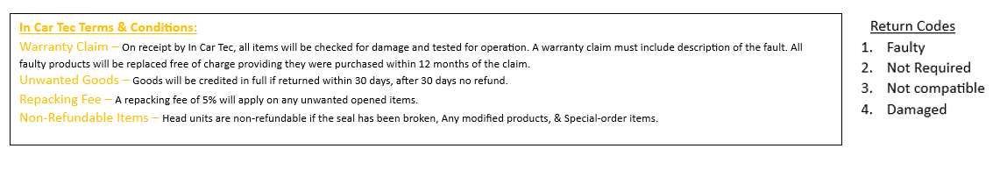 In Car Tec Terms & Conditions:
Warranty Claim – On receipt by In Car Tec, all items will be checked for damage and tested for operation. A warranty claim must include description of the fault. All
faulty products will be replaced free of charge providing they were purchased within 12 months of the claim.
Unwanted Goods – Goods will be credited in full if returned within 30 days, after 30 days no refund.
Repacking Fee – A repacking fee of 5% will apply on any unwanted opened items.
Non-Refundable Items – Head units are non-refundable if the seal has been broken, Any modified products, & Special-order items.
Return Codes
1. Faulty
2. Not Required
3. Not compatible
4. Damaged